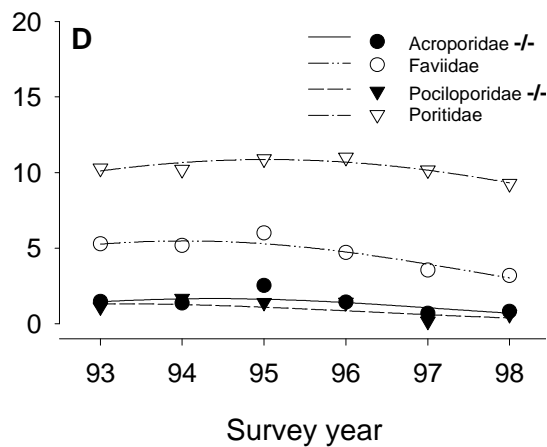 20
D
Acroporidae -/-
Faviidae
15
Pociloporidae -/-
Poritidae
10
5
0
93 94 95 96 97 98
Survey year